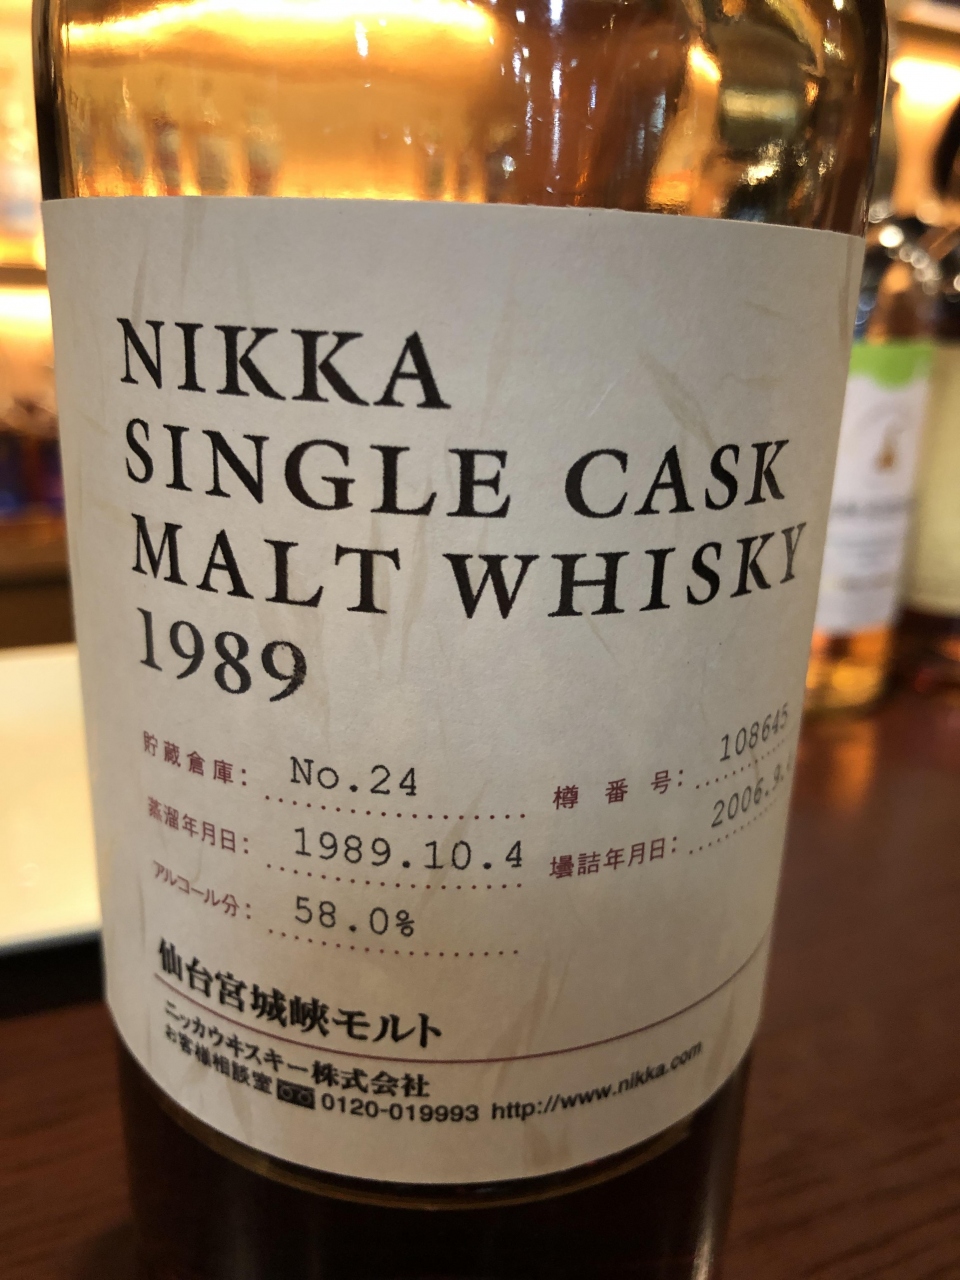 NIKKA
SINGLE CASK
MALT WHISKY
1989
貯蔵倉庫: No.24
樽番号: 108645
蒸溜年月日: 1989.10.4
壜詰年月日: 2006.9.
アルコール分: 58.0%
仙台宮城峡モルト
ニッカウヰスキー株式会社
お客様相談室 0120-019993 http://www.nikka.com